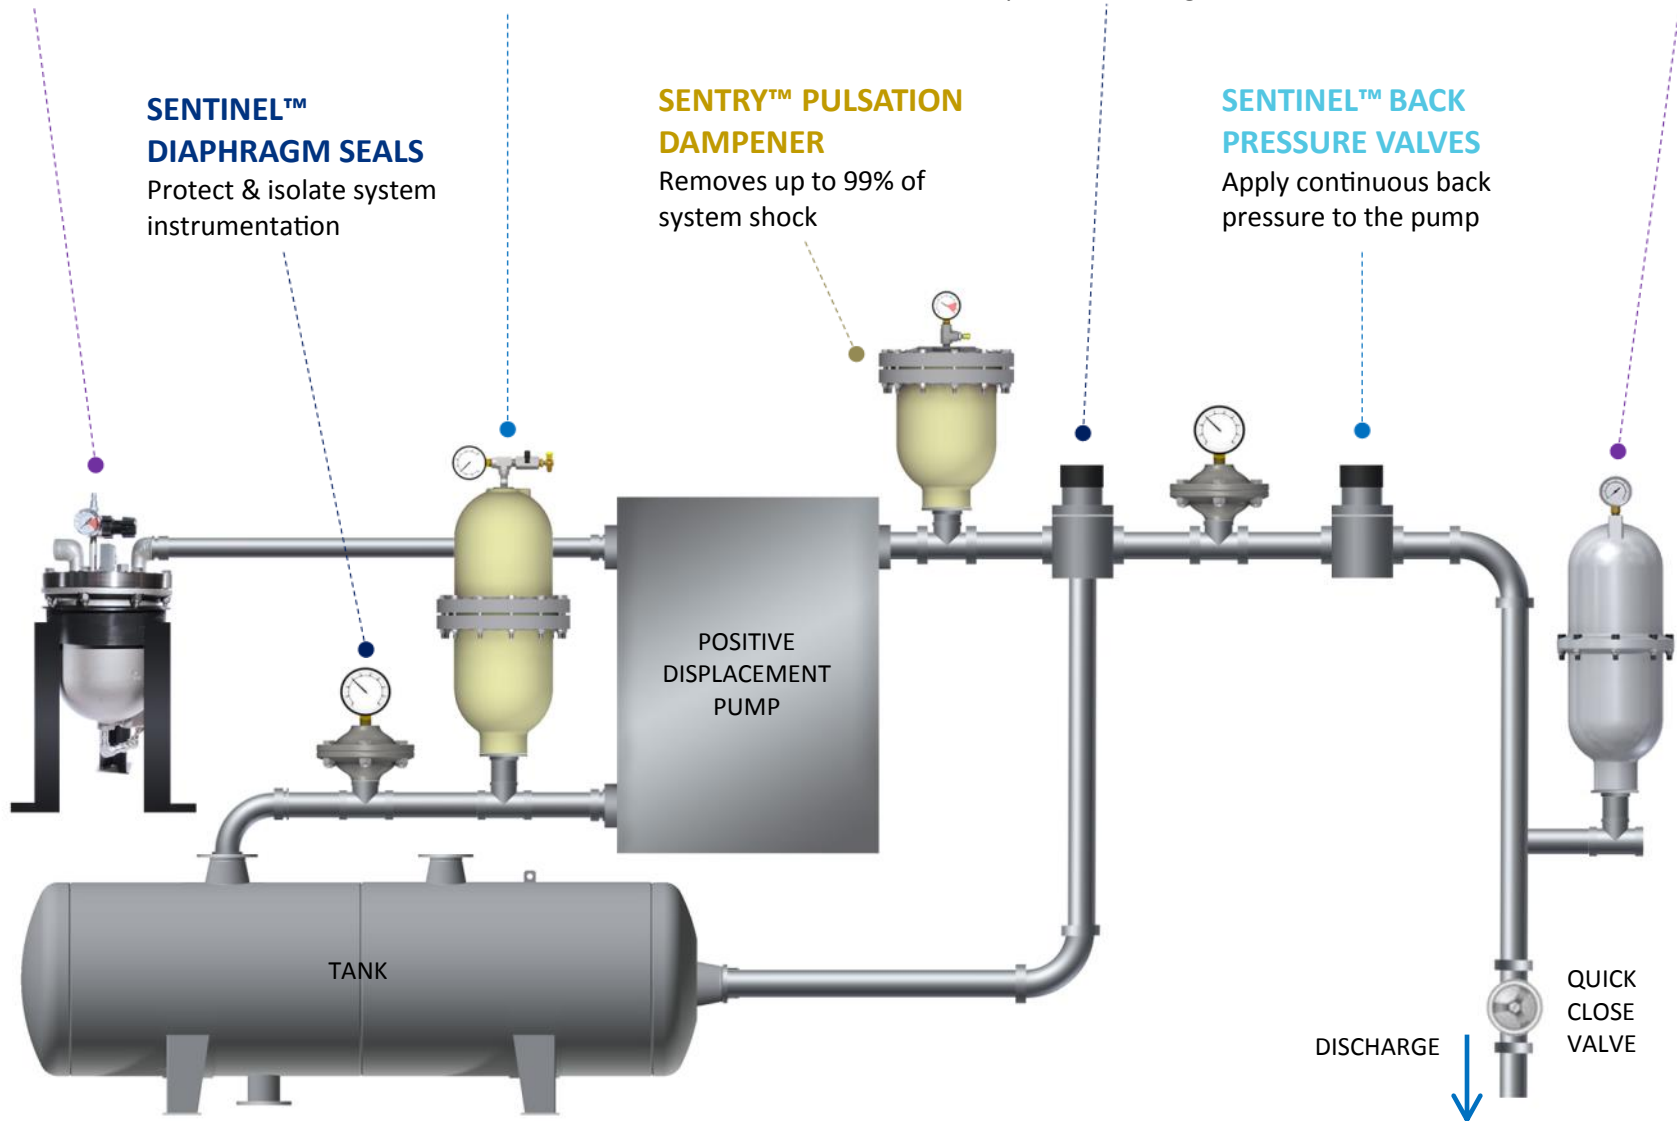 SENTINEL™
DIAPHRAGM SEALS
Protect & isolate system
instrumentation
SENTRY™ PULSATION
DAMPENER
Removes up to 99% of
system shock
SENTINEL™ BACK
PRESSURE VALVES
Apply continuous back
pressure to the pump
POSITIVE
DISPLACEMENT
PUMP
TANK
DISCHARGE
QUICK
CLOSE
VALVE